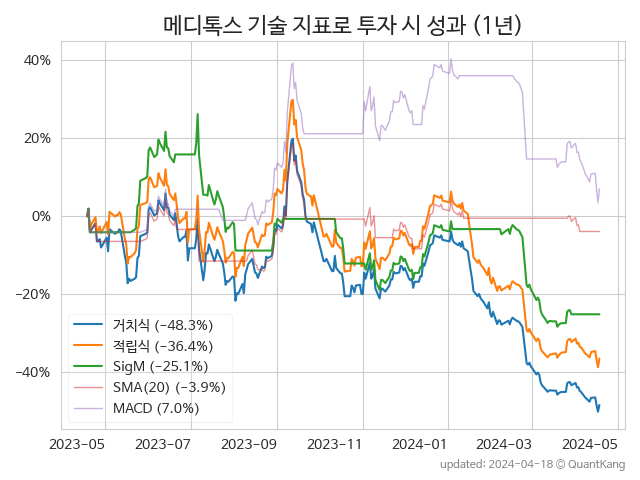 메디톡스 기술 지표로 투자 시 성과 (1년)
40%
20%
0%
−20%
−40%
거치식 (−48.3%)
적립식 (−36.4%)
SigM (−25.1%)
SMA(20) (−3.9%)
MACD (7.0%)
2023-05 2023-07 2023-09 2023-11 2024-01 2024-03 2024-05
updated: 2024-04-18 © QuantKang